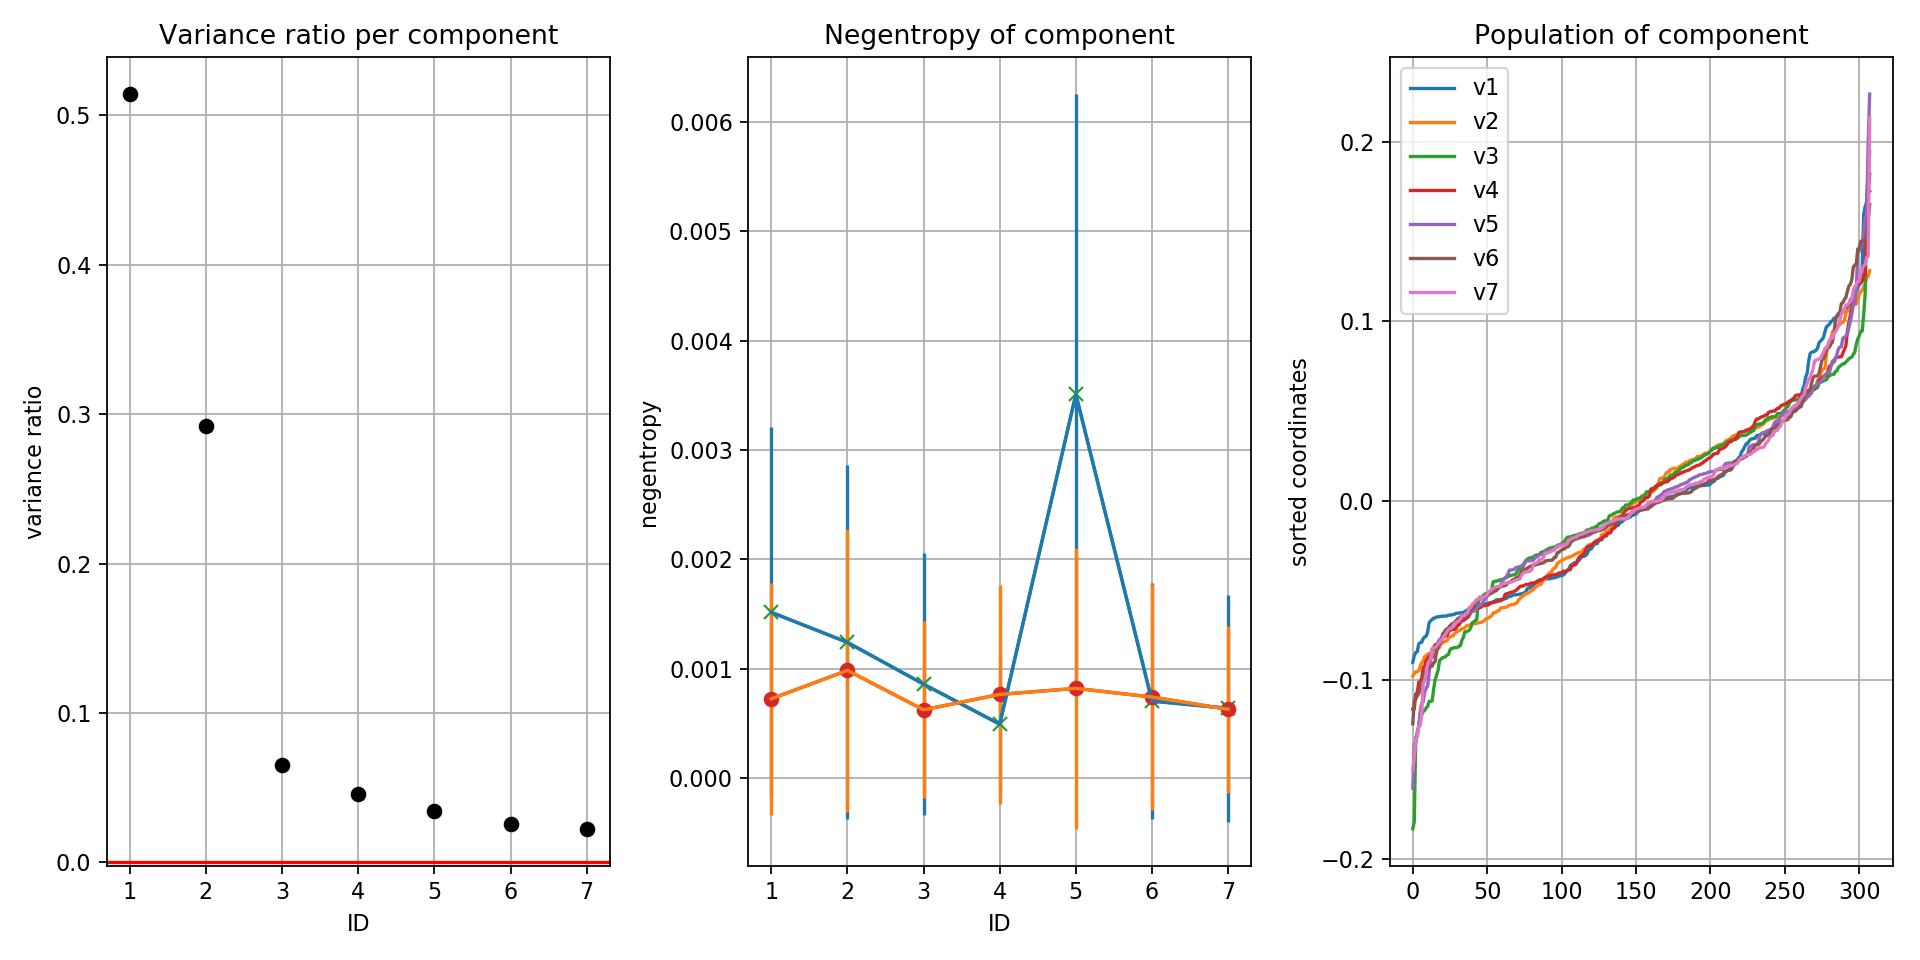 Variance ratio per component
variance ratio
0.5
0.4
0.3
0.2
0.1
0.0
1 2 3 4 5 6 7
ID
Negentropy of component
negentropy
0.006
0.005
0.004
0.003
0.002
0.001
0.000
1 2 3 4 5 6 7
ID
Population of component
sorted coordinates
0.2
0.1
0.0
−0.1
−0.2
v1
v2
v3
v4
v5
v6
v7
0 50 100 150 200 250 300